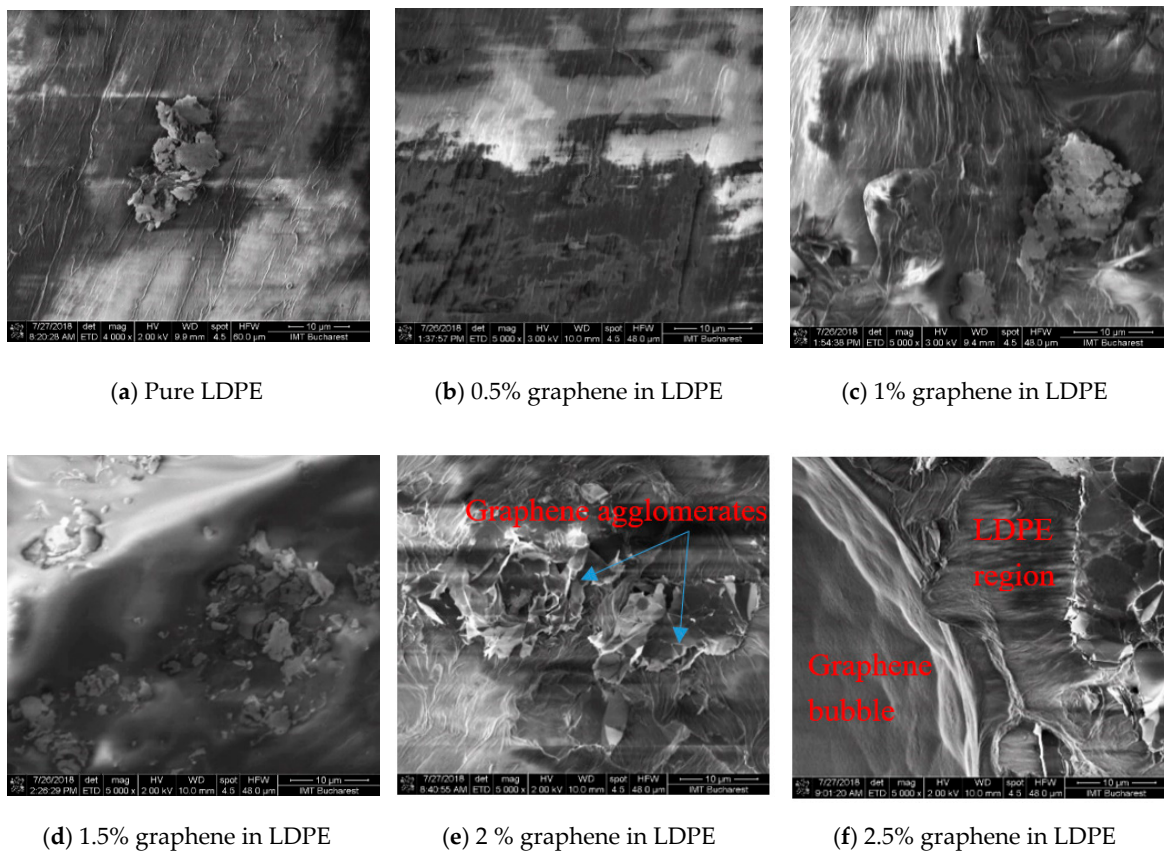 7/27/2018 det mag HV WD spot HFW 10 µm
8:20:28 AM ETD 4 000 x 2.00 kV 9.9 mm 4.5 60.0 µm IMT Bucharest
7/26/2018 det mag HV WD spot HFW 10 µm
1:37:57 PM ETD 5 000 x 3.00 kV 10.0 mm 4.5 48.0 µm IMT Bucharest
7/26/2018 det mag HV WD spot HFW 10 µm
1:54:38 PM ETD 5 000 x 3.00 kV 9.4 mm 4.5 48.0 µm IMT Bucharest
(a) Pure LDPE
(b) 0.5% graphene in LDPE
(c) 1% graphene in LDPE
Graphene agglomerates
LDPE
region
Graphene
bubble
7/26/2018 det mag HV WD spot HFW 10 µm
2:26:29 PM ETD 5 000 x 2.00 kV 10.0 mm 4.5 48.0 µm IMT Bucharest
7/27/2018 det mag HV WD spot HFW 10 µm
8:40:55 AM ETD 5 000 x 2.00 kV 10.0 mm 4.5 48.0 µm IMT Bucharest
7/27/2018 det mag HV WD spot HFW 10 µm
9:01:20 AM ETD 5 000 x 2.00 kV 10.0 mm 4.5 48.0 µm IMT Bucharest
(d) 1.5% graphene in LDPE
(e) 2 % graphene in LDPE
(f) 2.5% graphene in LDPE